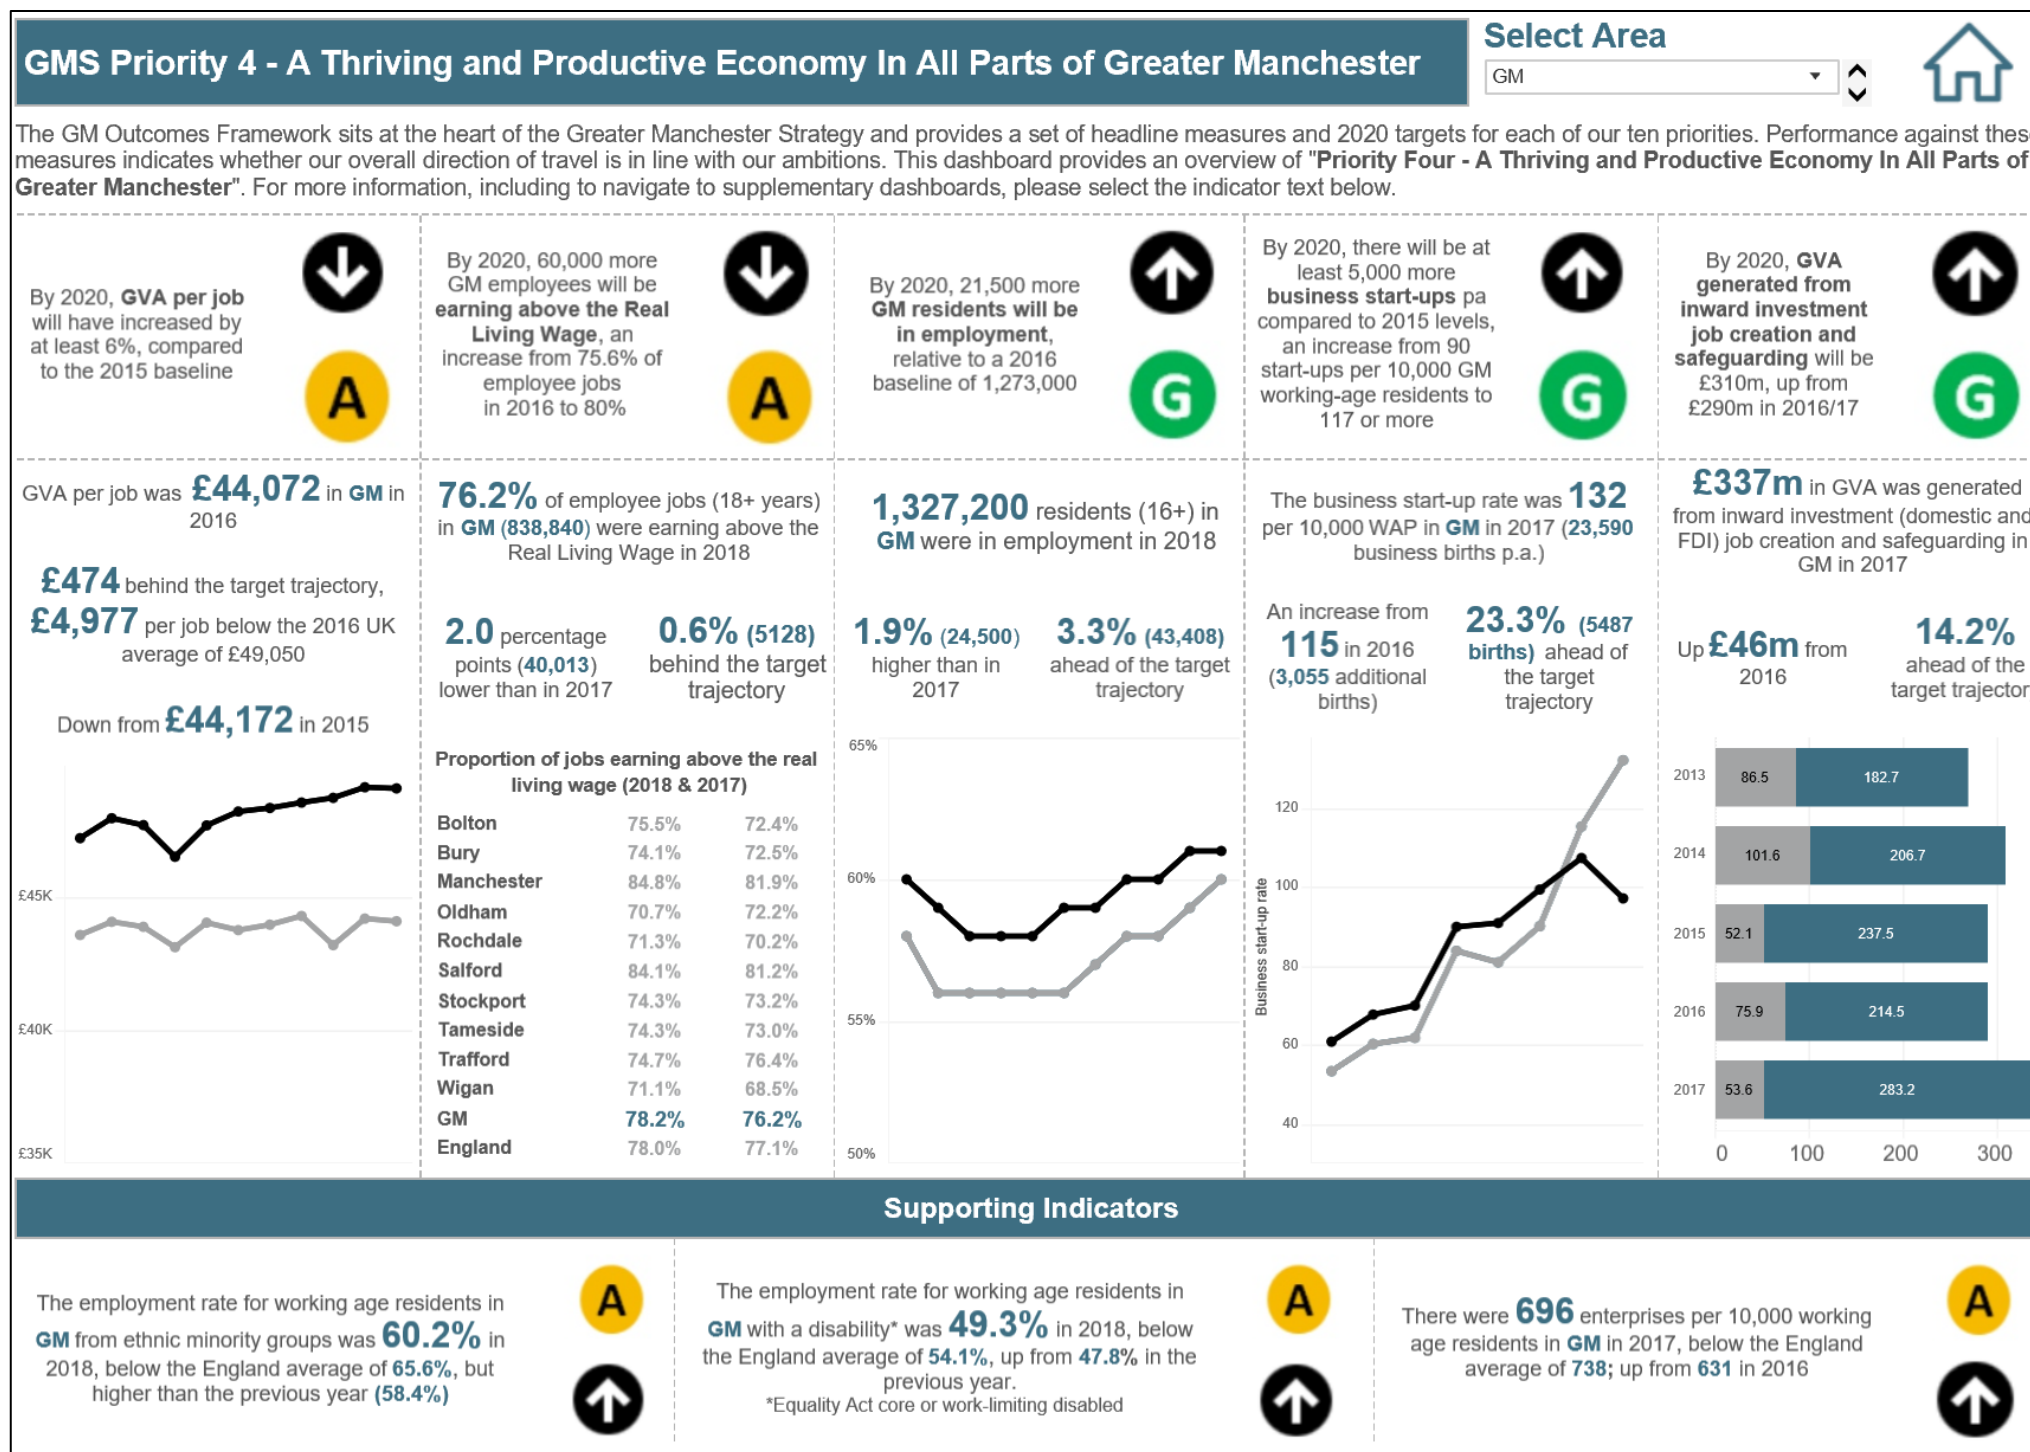 GMS Priority 4 - A Thriving and Productive Economy In All Parts of Greater Manchester
Select Area
GM
The GM Outcomes Framework sits at the heart of the Greater Manchester Strategy and provides a set of headline measures and 2020 targets for each of our ten priorities. Performance against thes
measures indicates whether our overall direction of travel is in line with our ambitions. This dashboard provides an overview of "Priority Four - A Thriving and Productive Economy In All Parts of
Greater Manchester". For more information, including to navigate to supplementary dashboards, please select the indicator text below.
By 2020, GVA per job
will have increased by
at least 6%, compared
to the 2015 baseline
A
By 2020, 60,000 more
GM employees will be
earning above the Real
Living Wage, an
increase from 75.6% of
employee jobs
in 2016 to 80%
A
By 2020, 21,500 more
GM residents will be
in employment,
relative to a 2016
baseline of 1,273,000
G
By 2020, there will be at
least 5,000 more
business start-ups pa
compared to 2015 levels,
an increase from 90
start-ups per 10,000 GM
working-age residents to
117 or more
G
By 2020, GVA
generated from
inward investment
job creation and
safeguarding will be
£310m, up from
£290m in 2016/17
G
GVA per job was £44,072 in GM in
2016
£474 behind the target trajectory,
£4,977 per job below the 2016 UK
average of £49,050
Down from £44,172 in 2015
£45K
£40K
£35K
76.2% of employee jobs (18+ years)
in GM (838,840) were earning above the
Real Living Wage in 2018
2.0 percentage
points (40,013)
lower than in 2017
0.6% (5128)
behind the target
trajectory
Proportion of jobs earning above the real
living wage (2018 & 2017)
Bolton 75.5% 72.4%
Bury 74.1% 72.5%
Manchester 84.8% 81.9%
Oldham 70.7% 72.2%
Rochdale 71.3% 70.2%
Salford 84.1% 81.2%
Stockport 74.3% 73.2%
Tameside 74.3% 73.0%
Trafford 74.7% 76.4%
Wigan 71.1% 68.5%
GM 78.2% 76.2%
England 78.0% 77.1%
1,327,200 residents (16+) in
GM were in employment in 2018
1.9% (24,500)
higher than in
2017
3.3% (43,408)
ahead of the target
trajectory
65%
60%
55%
50%
The business start-up rate was 132
per 10,000 WAP in GM in 2017 (23,590
business births p.a.)
An increase from
115 in 2016
(3,055 additional
births)
23.3% (5487
births) ahead of
the target
trajectory
Business start-up rate
120
100
80
60
40
£337m in GVA was generated
from inward investment (domestic and
FDI) job creation and safeguarding in
GM in 2017
Up £46m from
2016
14.2%
ahead of the
target trajector
2013 86.5 182.7
2014 101.6 206.7
2015 52.1 237.5
2016 75.9 214.5
2017 53.6 283.2
0 100 200 300
Supporting Indicators
The employment rate for working age residents in
GM from ethnic minority groups was 60.2% in
2018, below the England average of 65.6%, but
higher than the previous year (58.4%)
A
The employment rate for working age residents in
GM with a disability* was 49.3% in 2018, below
the England average of 54.1%, up from 47.8% in the
previous year.
*Equality Act core or work-limiting disabled
A
There were 696 enterprises per 10,000 working
age residents in GM in 2017, below the England
average of 738; up from 631 in 2016
A